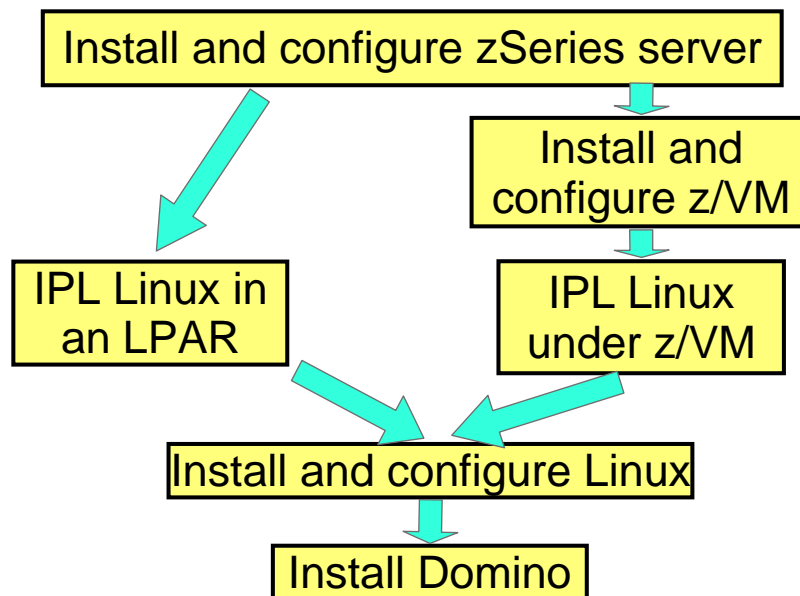 Install and configure zSeries server
Install and
configure z/VM
IPL Linux in
an LPAR
IPL Linux
under z/VM
Install and configure Linux
Install Domino